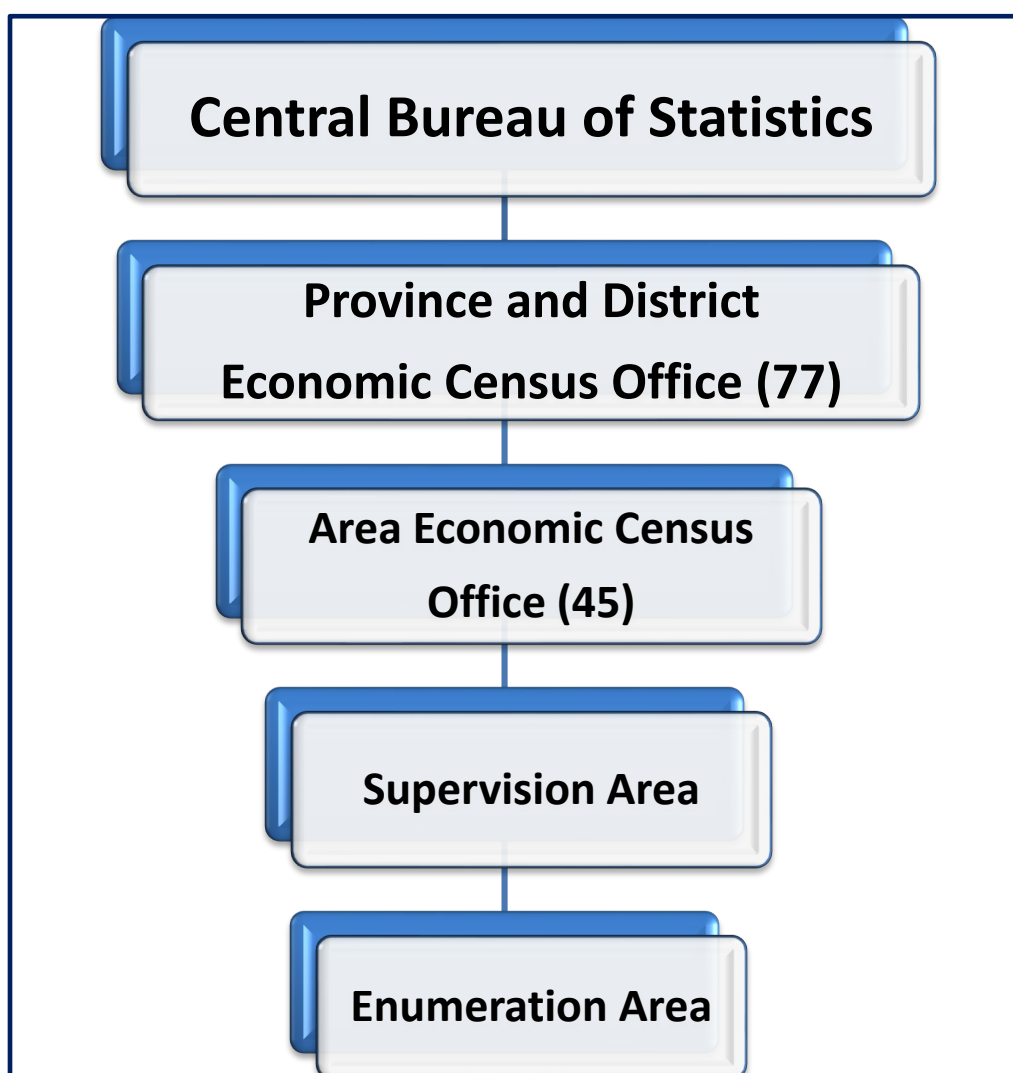 Central Bureau of Statistics
Province and District
Economic Census Office (77)
Area Economic Census
Office (45)
Supervision Area
Enumeration Area